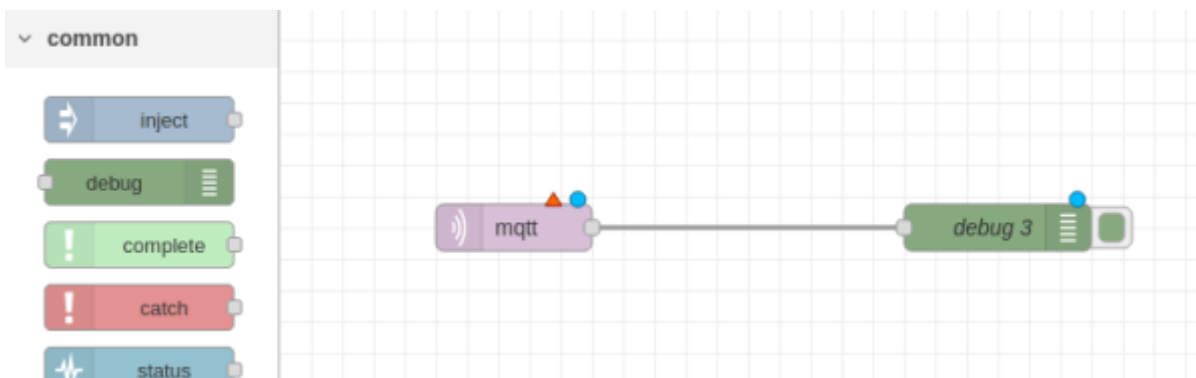 common
inject
debug
complete
catch
status
mqtt
debug 3